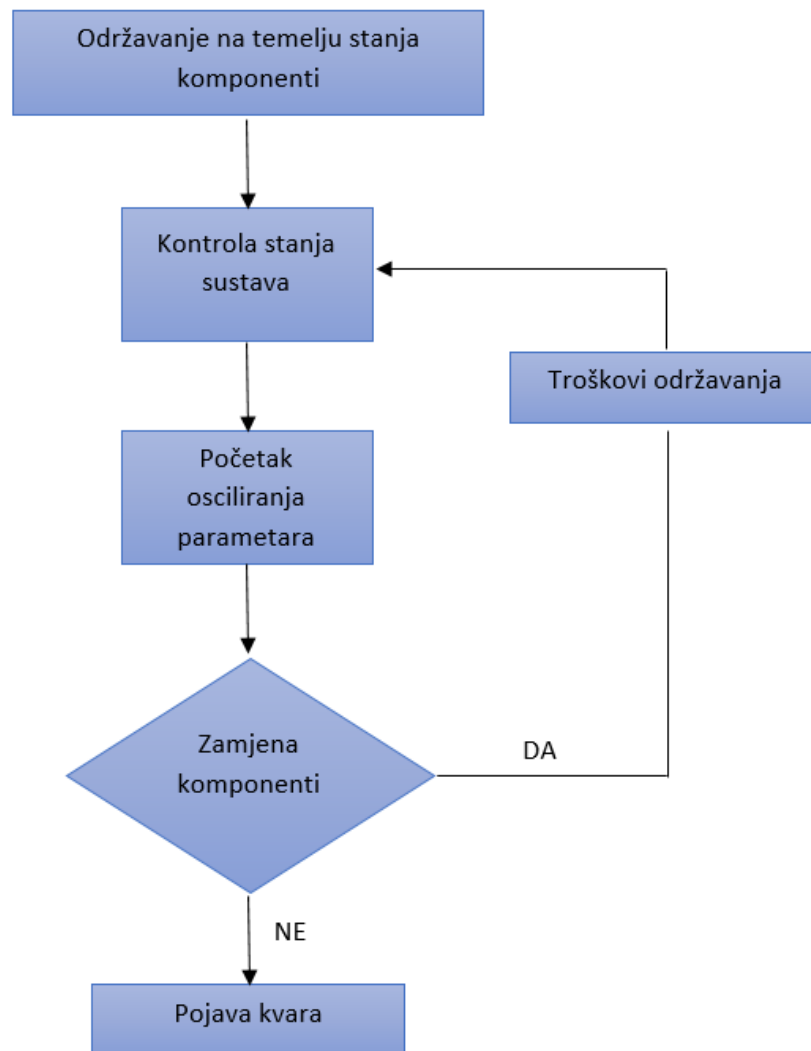 Održavanje na temelju stanja
komponenti
Kontrola stanja
sustava
Troškovi održavanja
Početak
osciliranja
parametara
Zamjena
komponenti
DA
NE
Pojava kvara